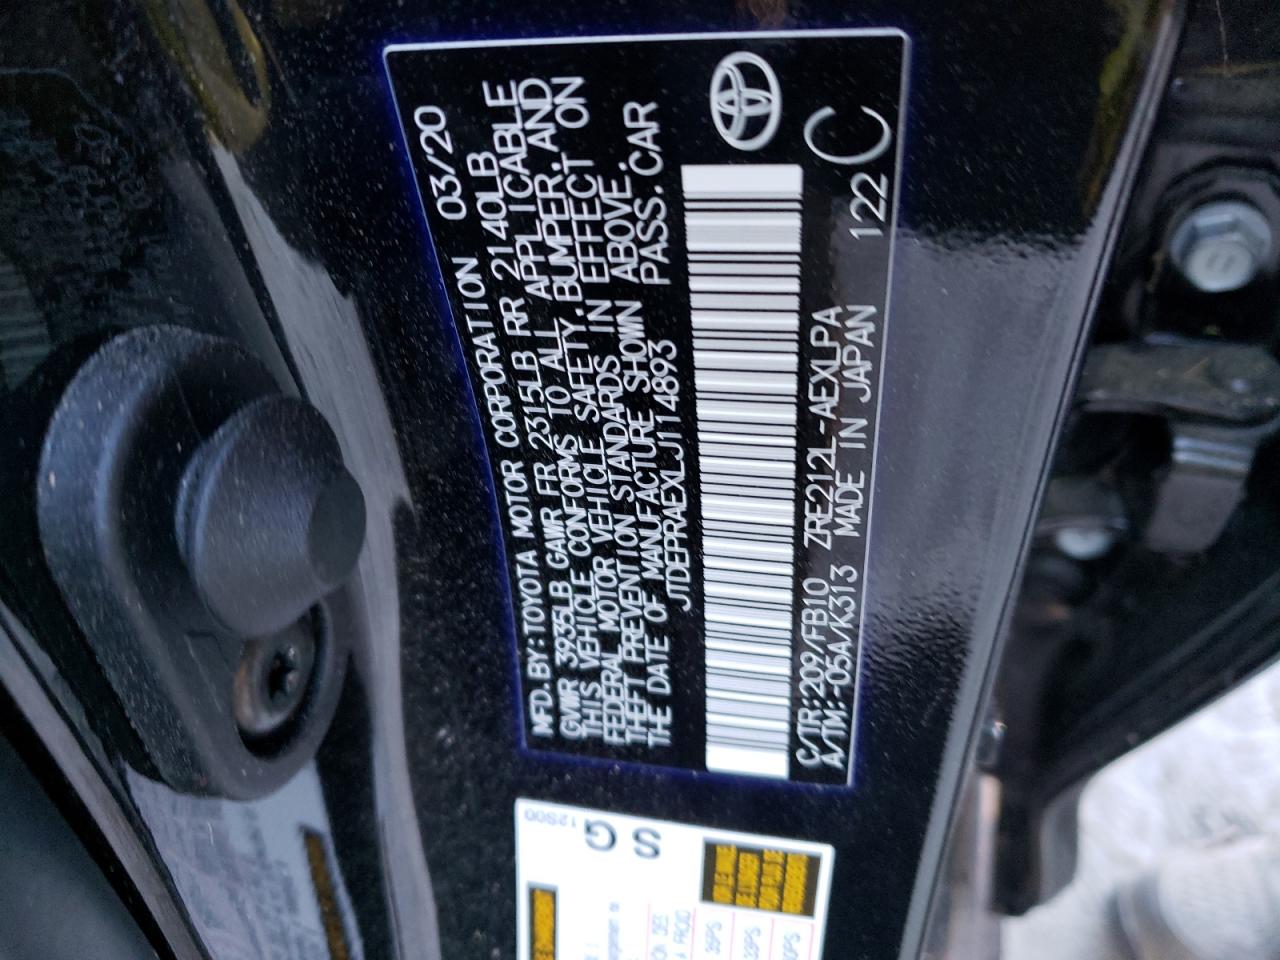 MFD. BY: TOYOTA MOTOR CORPORATION 03/20
GVWR 3935LB GAWR FR 2315LB RR 2140LB
THIS VEHICLE CONFORMS TO ALL APPLICABLE
FEDERAL MOTOR VEHICLE SAFETY, BUMPER, AND
THEFT PREVENTION STANDARDS IN EFFECT ON
THE DATE OF MANUFACTURE SHOWN ABOVE.
JTDEPRAEXLJ114893 PASS. CAR
C/TR:209/FB10 ZRE212L-AEXLPA 122 C
A/TM:-05A/K313 MADE IN JAPAN
12S00
S G